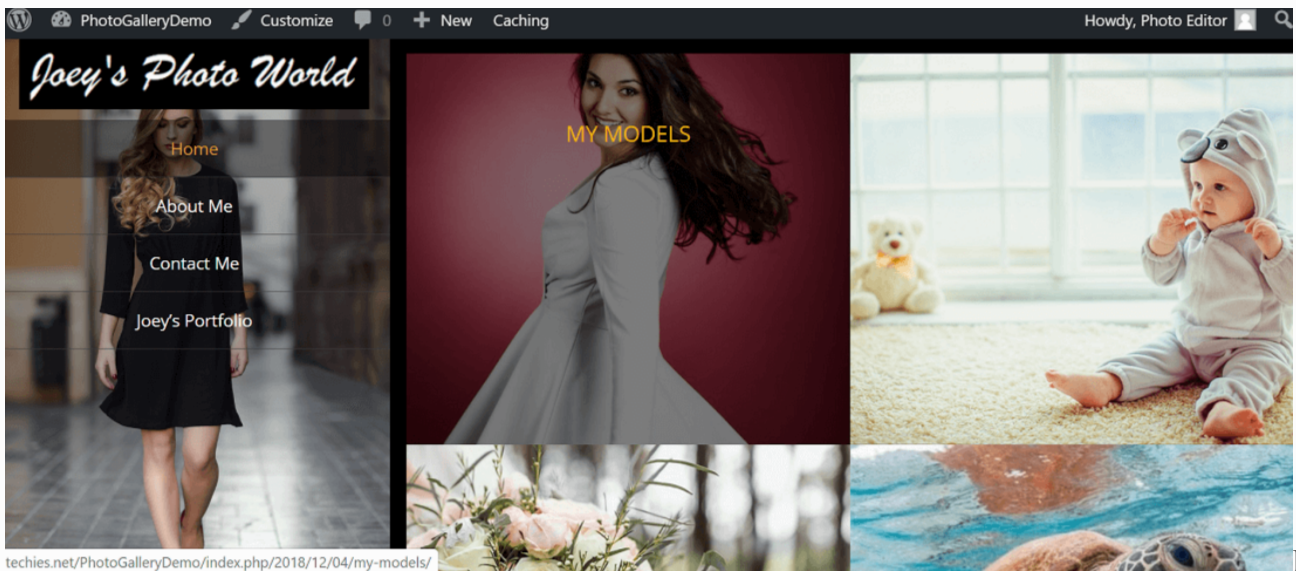 PhotoGalleryDemo Customize 0 New Caching Howdy, Photo Editor
Joey's Photo World
Home
About Me
Contact Me
Joey’s Portfolio
MY MODELS
techies.net/PhotoGalleryDemo/index.php/2018/12/04/my-models/